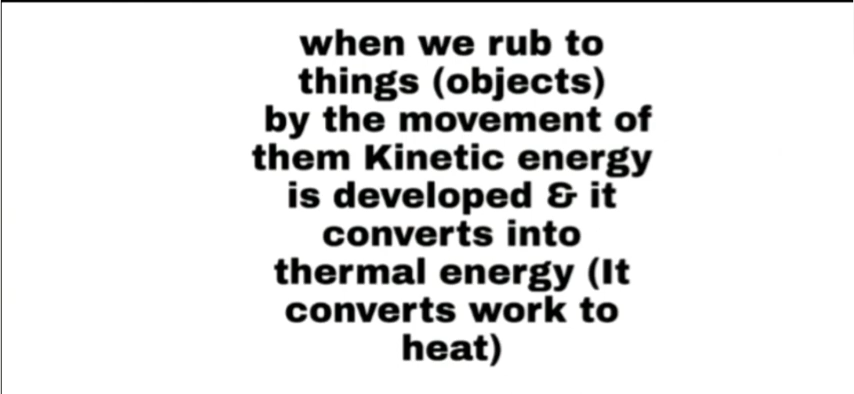 when we rub to
things (objects)
by the movement of
them Kinetic energy
is developed & it
converts into
thermal energy (It
converts work to
heat)